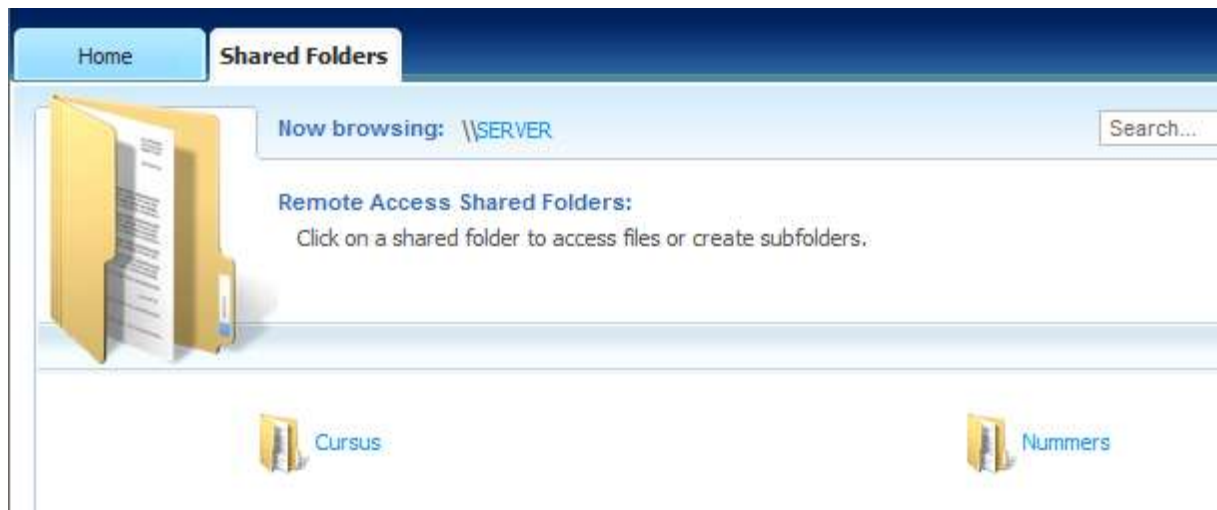 Home
Shared Folders
Now browsing: \\SERVER
Search...
Remote Access Shared Folders:
Click on a shared folder to access files or create subfolders.
Cursus
Nummers